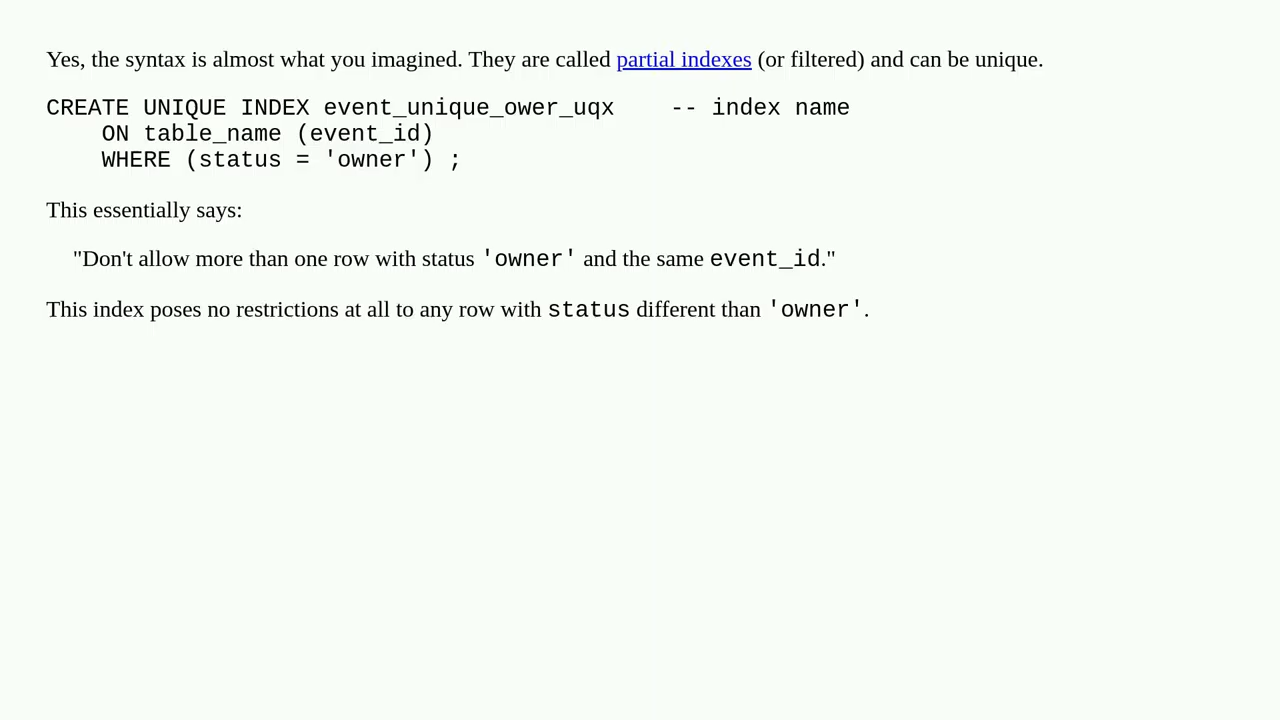 Yes, the syntax is almost what you imagined. They are called partial indexes (or filtered) and can be unique.
CREATE UNIQUE INDEX event_unique_ower_uqx    -- index name
    ON table_name (event_id)
    WHERE (status = 'owner') ;
This essentially says:
"Don't allow more than one row with status 'owner' and the same event_id."
This index poses no restrictions at all to any row with status different than 'owner'.